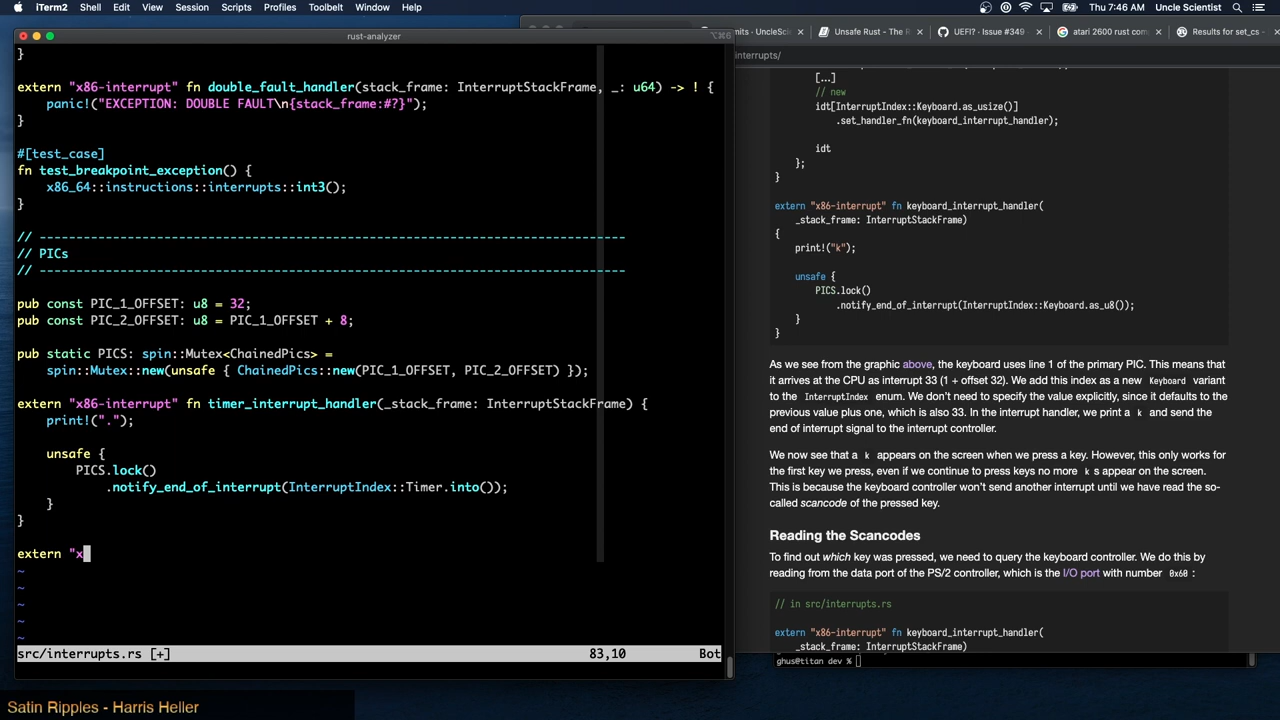 iTerm2 Shell Edit View Session Scripts Profiles Toolbelt Window Help
Thu 7:46 AM Uncle Scientist
rust-analyzer
⌥⌘6
mits · UncleScie
Unsafe Rust - The R
UEFI? · Issue #349
atari 2600 rust com
Results for set_cs -
interrupts/
}
extern "x86-interrupt" fn double_fault_handler(stack_frame: InterruptStackFrame, _: u64) -> ! {
    panic!("EXCEPTION: DOUBLE FAULT\n{stack_frame:#?}");
}
#[test_case]
fn test_breakpoint_exception() {
    x86_64::instructions::interrupts::int3();
}
// -------------------------------------------------------------------------------
// PICs
// -------------------------------------------------------------------------------
pub const PIC_1_OFFSET: u8 = 32;
pub const PIC_2_OFFSET: u8 = PIC_1_OFFSET + 8;
pub static PICS: spin::Mutex<ChainedPics> =
    spin::Mutex::new(unsafe { ChainedPics::new(PIC_1_OFFSET, PIC_2_OFFSET) });
extern "x86-interrupt" fn timer_interrupt_handler(_stack_frame: InterruptStackFrame) {
    print!(".");
    unsafe {
        PICS.lock()
            .notify_end_of_interrupt(InterruptIndex::Timer.into());
    }
}
extern "x
~
~
~
~
~
src/interrupts.rs [+] 83,10 Bot
[...]
// new
idt[InterruptIndex::Keyboard.as_usize()]
    .set_handler_fn(keyboard_interrupt_handler);
idt
};
}
extern "x86-interrupt" fn keyboard_interrupt_handler(
    _stack_frame: InterruptStackFrame)
{
    print!("k");
    unsafe {
        PICS.lock()
            .notify_end_of_interrupt(InterruptIndex::Keyboard.as_u8());
    }
}
As we see from the graphic above, the keyboard uses line 1 of the primary PIC. This means that
it arrives at the CPU as interrupt 33 (1 + offset 32). We add this index as a new Keyboard variant
to the InterruptIndex enum. We don't need to specify the value explicitly, since it defaults to the
previous value plus one, which is also 33. In the interrupt handler, we print a k and send the
end of interrupt signal to the interrupt controller.
We now see that a k appears on the screen when we press a key. However, this only works for
the first key we press, even if we continue to press keys no more k s appear on the screen.
This is because the keyboard controller won't send another interrupt until we have read the so-
called scancode of the pressed key.
Reading the Scancodes
To find out which key was pressed, we need to query the keyboard controller. We do this by
reading from the data port of the PS/2 controller, which is the I/O port with number 0x60 :
// in src/interrupts.rs
extern "x86-interrupt" fn keyboard_interrupt_handler(
    _stack_frame: InterruptStackFrame)
ghus@titan dev %
Satin Ripples - Harris Heller